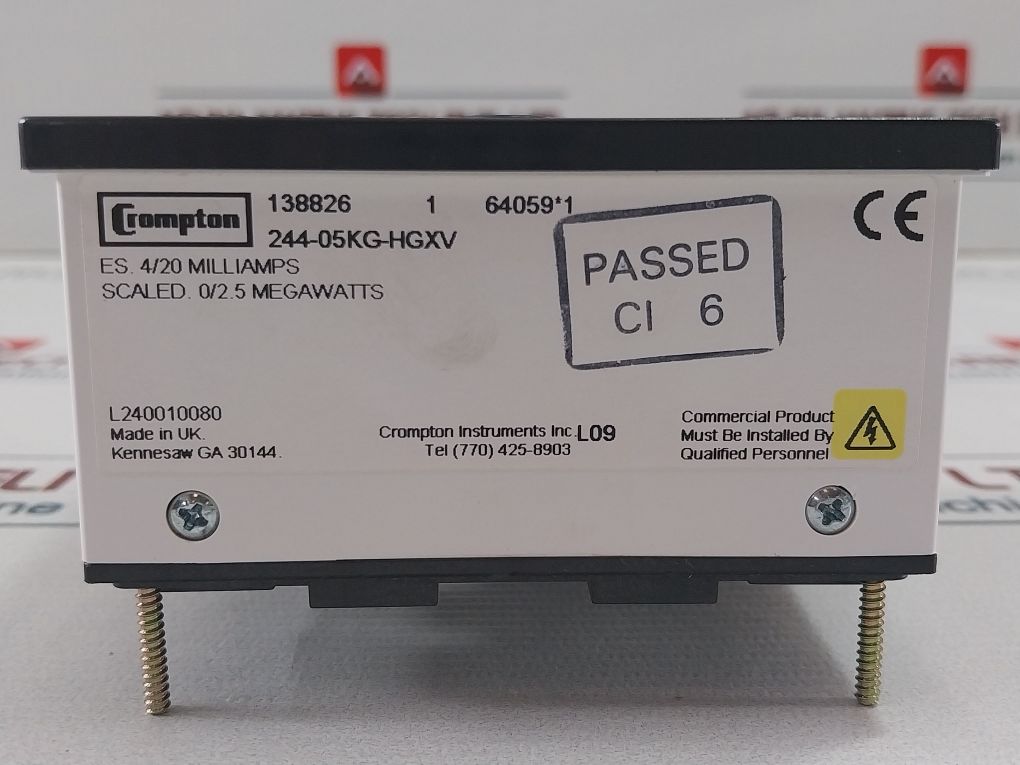 Crompton
138826 1 64059*1
244-05KG-HGXV
ES. 4/20 MILLIAMPS
SCALED. 0/2.5 MEGAWATTS
PASSED
CI 6
CE
L240010080
Made in UK.
Kennesaw GA 30144.
Crompton Instruments Inc. L09
Tel (770) 425-8903
Commercial Product
Must Be Installed By
Qualified Personnel